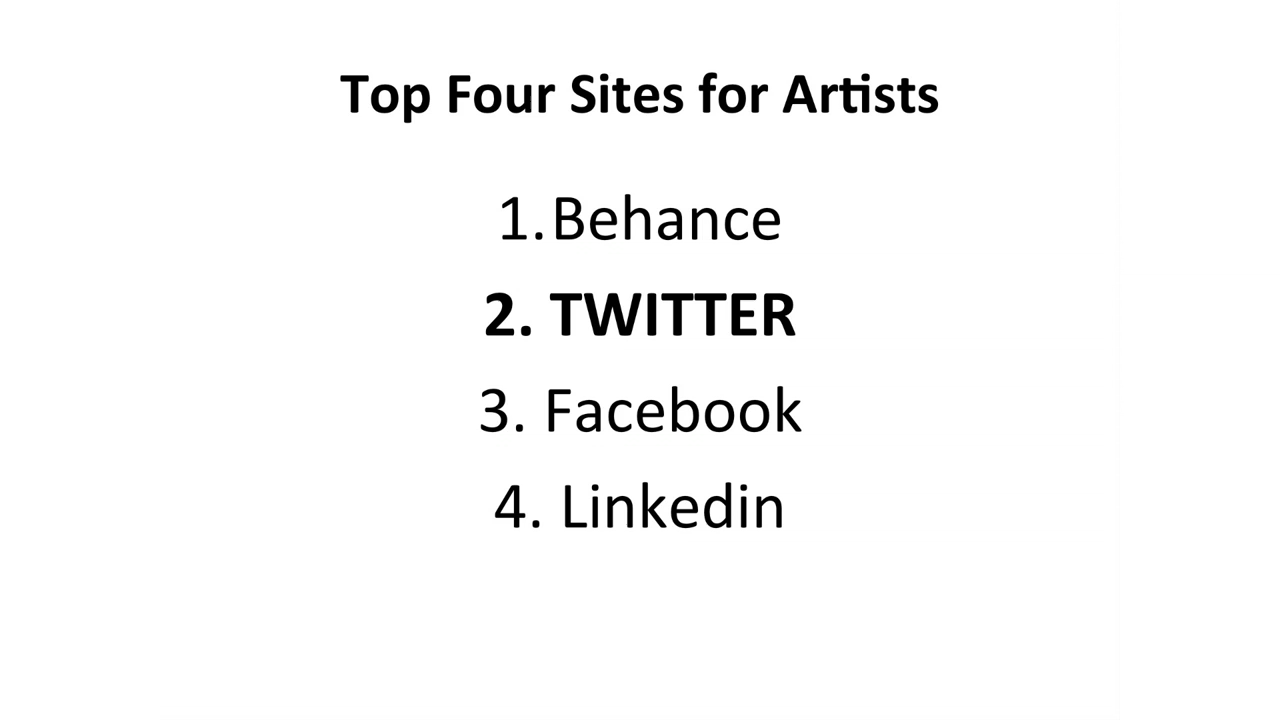 Top Four Sites for Artists
1. Behance
2. TWITTER
3. Facebook
4. Linkedin